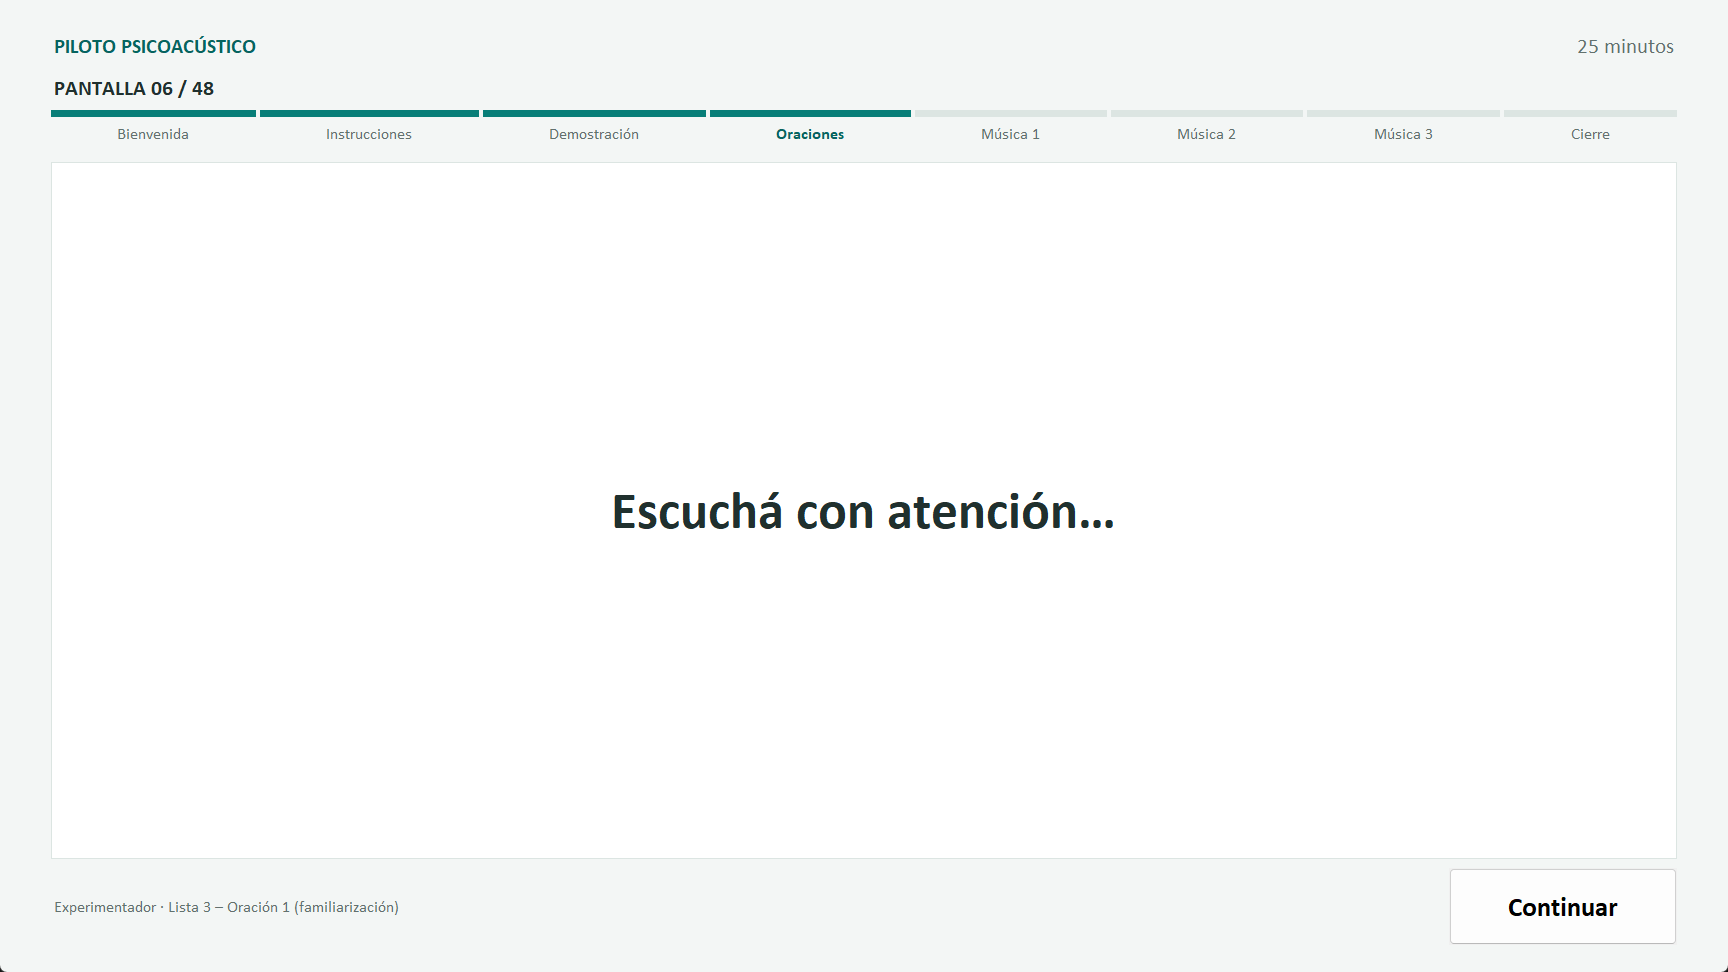 PILOTO PSICOACÚSTICO
25 minutos
PANTALLA 06 / 48
Bienvenida
Instrucciones
Demostración
Oraciones
Música 1
Música 2
Música 3
Cierre
Escuchá con atención...
Experimentador · Lista 3 – Oración 1 (familiarización)
Continuar